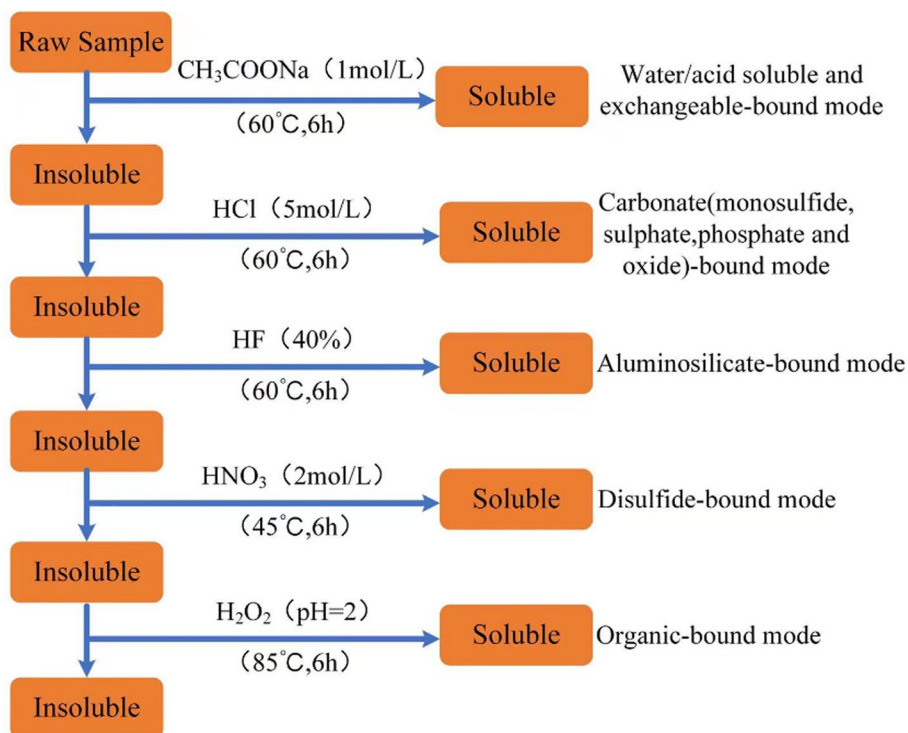 Raw Sample
CH₃COONa（1mol/L）
（60℃,6h）
Soluble
Water/acid soluble and
exchangeable-bound mode
Insoluble
HCl（5mol/L）
（60℃,6h）
Soluble
Carbonate(monosulfide,
sulphate,phosphate and
oxide)-bound mode
Insoluble
HF（40%）
（60℃,6h）
Soluble
Aluminosilicate-bound mode
Insoluble
HNO₃（2mol/L）
（45℃,6h）
Soluble
Disulfide-bound mode
Insoluble
H₂O₂（pH=2）
（85℃,6h）
Soluble
Organic-bound mode
Insoluble